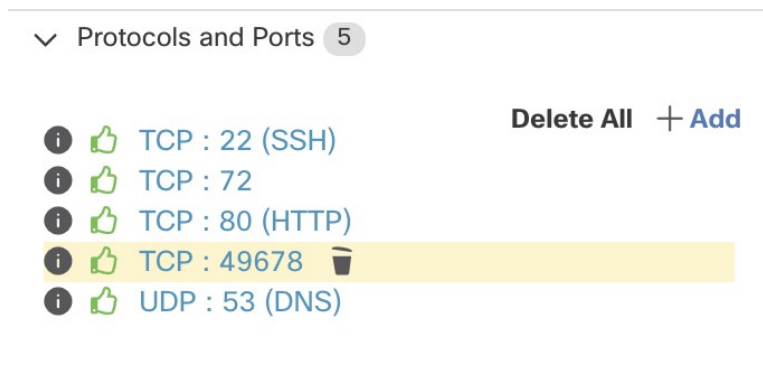 Protocols and Ports 5
Delete All + Add
TCP : 22 (SSH)
TCP : 72
TCP : 80 (HTTP)
TCP : 49678
UDP : 53 (DNS)